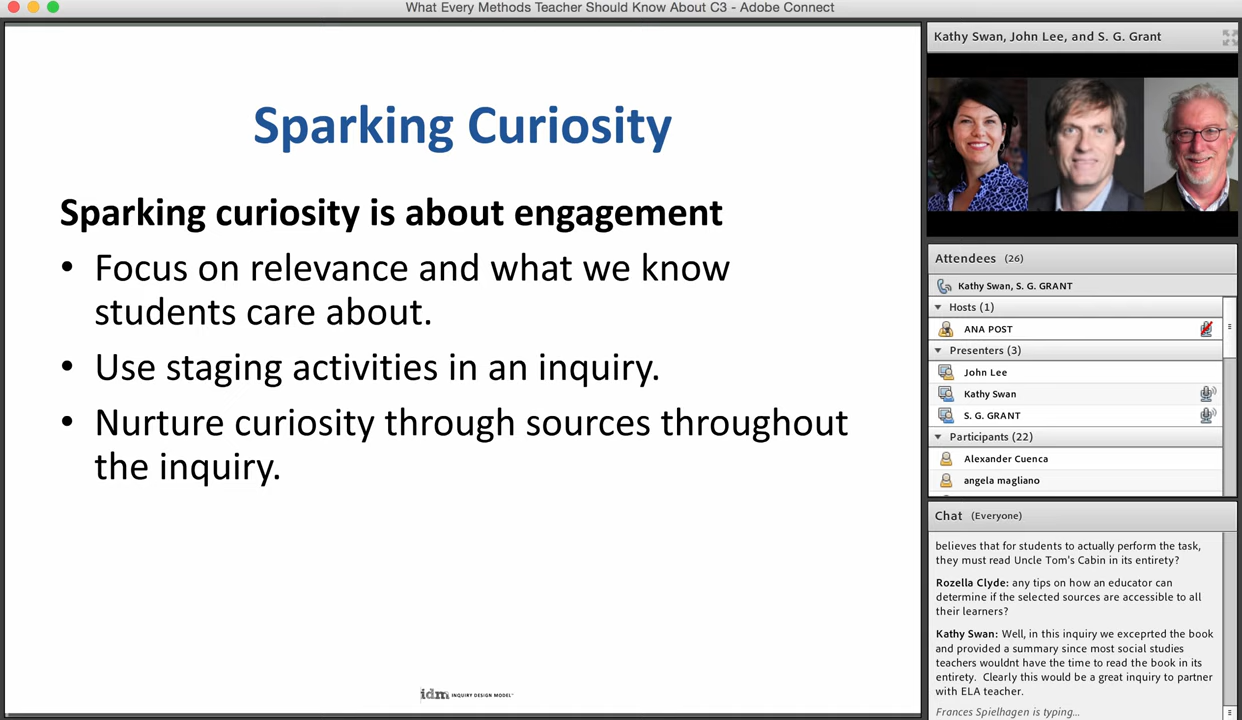 What Every Methods Teacher Should Know About C3 - Adobe Connect
Sparking Curiosity
Sparking curiosity is about engagement
• Focus on relevance and what we know
students care about.
• Use staging activities in an inquiry.
• Nurture curiosity through sources throughout
the inquiry.
idm INQUIRY DESIGN MODEL™
Kathy Swan, John Lee, and S. G. Grant
Attendees (26)
Kathy Swan, S. G. GRANT
Hosts (1)
ANA POST
Presenters (3)
John Lee
Kathy Swan
S. G. GRANT
Participants (22)
Alexander Cuenca
angela magliano
Chat (Everyone)
believes that for students to actually perform the task,
they must read Uncle Tom's Cabin in its entirety?
Rozella Clyde: any tips on how an educator can
determine if the selected sources are accessible to all
their learners?
Kathy Swan: Well, in this inquiry we exceprted the book
and provided a summary since most social studies
teachers wouldnt have the time to read the book in its
entirety. Clearly this would be a great inquiry to partner
with ELA teacher.
Frances Spielhagen is typing...